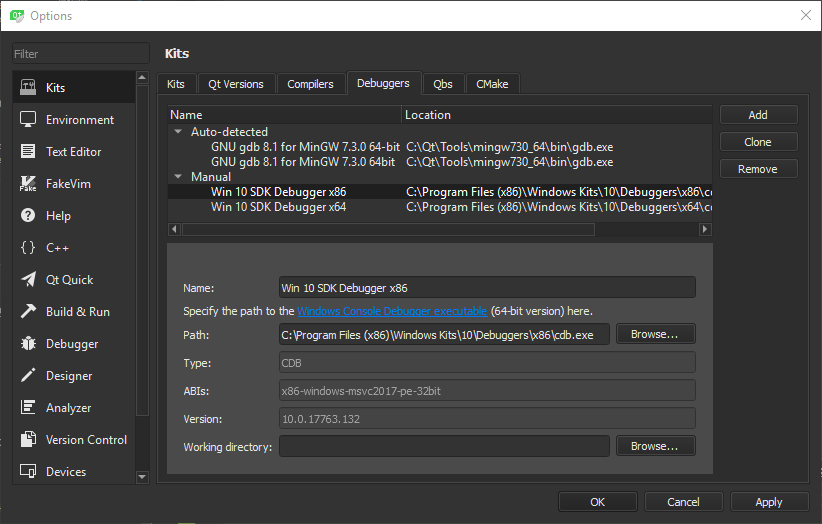 Options
Filter
Kits
Environment
Text Editor
FakeVim
Help
C++
Qt Quick
Build & Run
Debugger
Designer
Analyzer
Version Control
Devices
Kits
Kits Qt Versions Compilers Debuggers Qbs CMake
Name Location
Auto-detected
GNU gdb 8.1 for MinGW 7.3.0 64-bit C:\Qt\Tools\mingw730_64\bin\gdb.exe
GNU gdb 8.1 for MinGW 7.3.0 64bit C:\Qt\Tools\mingw730_64\bin\gdb.exe
Manual
Win 10 SDK Debugger x86 C:\Program Files (x86)\Windows Kits\10\Debuggers\x86\cd
Win 10 SDK Debugger x64 C:\Program Files (x86)\Windows Kits\10\Debuggers\x64\cd
Add
Clone
Remove
Name: Win 10 SDK Debugger x86
Specify the path to the Windows Console Debugger executable (64-bit version) here.
Path: C:\Program Files (x86)\Windows Kits\10\Debuggers\x86\cdb.exe Browse...
Type: CDB
ABIs: x86-windows-msvc2017-pe-32bit
Version: 10.0.17763.132
Working directory: Browse...
OK Cancel Apply